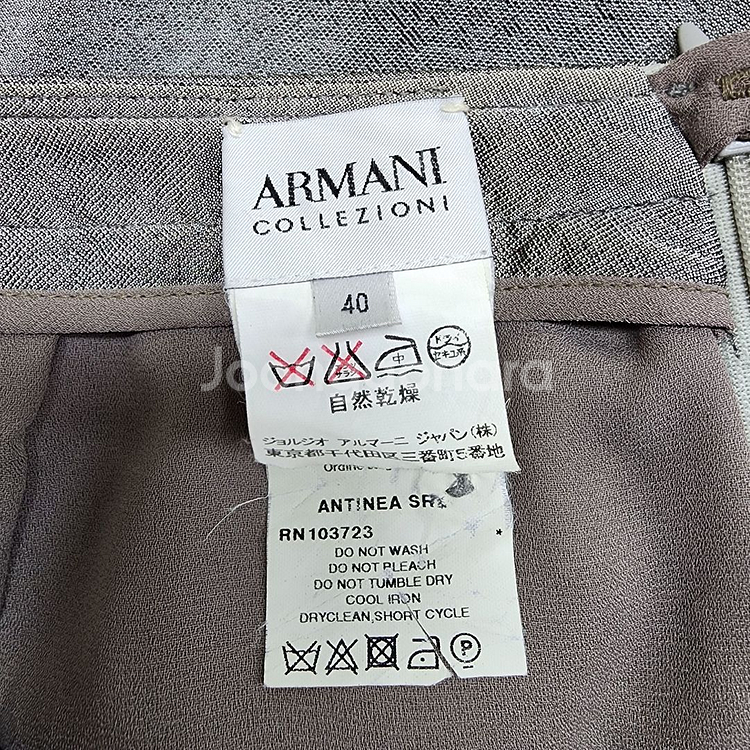 ARMANI
COLLEZIONI
40
中
ドライ
セキユ系
自然乾燥
ジョルジオ アルマーニ ジャパン(株)
東京都千代田区三番町5番地
ANTINEA SRL
RN103723 *
DO NOT WASH
DO NOT BLEACH
DO NOT TUMBLE DRY
COOL IRON
DRYCLEAN,SHORT CYCLE
P